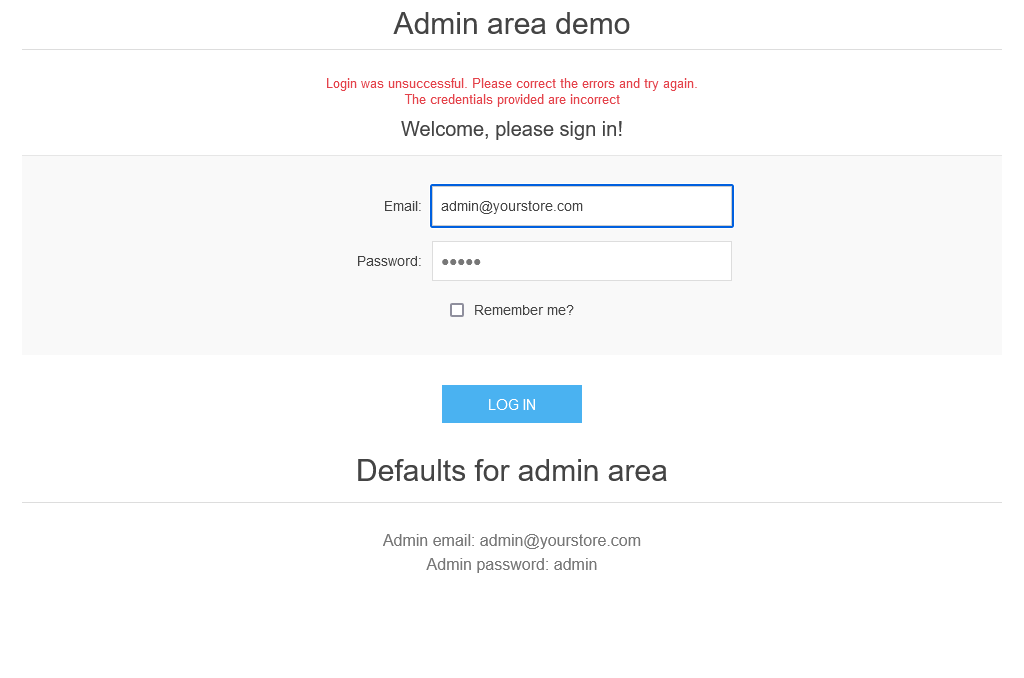 Admin area demo
Login was unsuccessful. Please correct the errors and try again.
The credentials provided are incorrect
Welcome, please sign in!
Email: admin@yourstore.com
Password: •••••
Remember me?
LOG IN
Defaults for admin area
Admin email: admin@yourstore.com
Admin password: admin